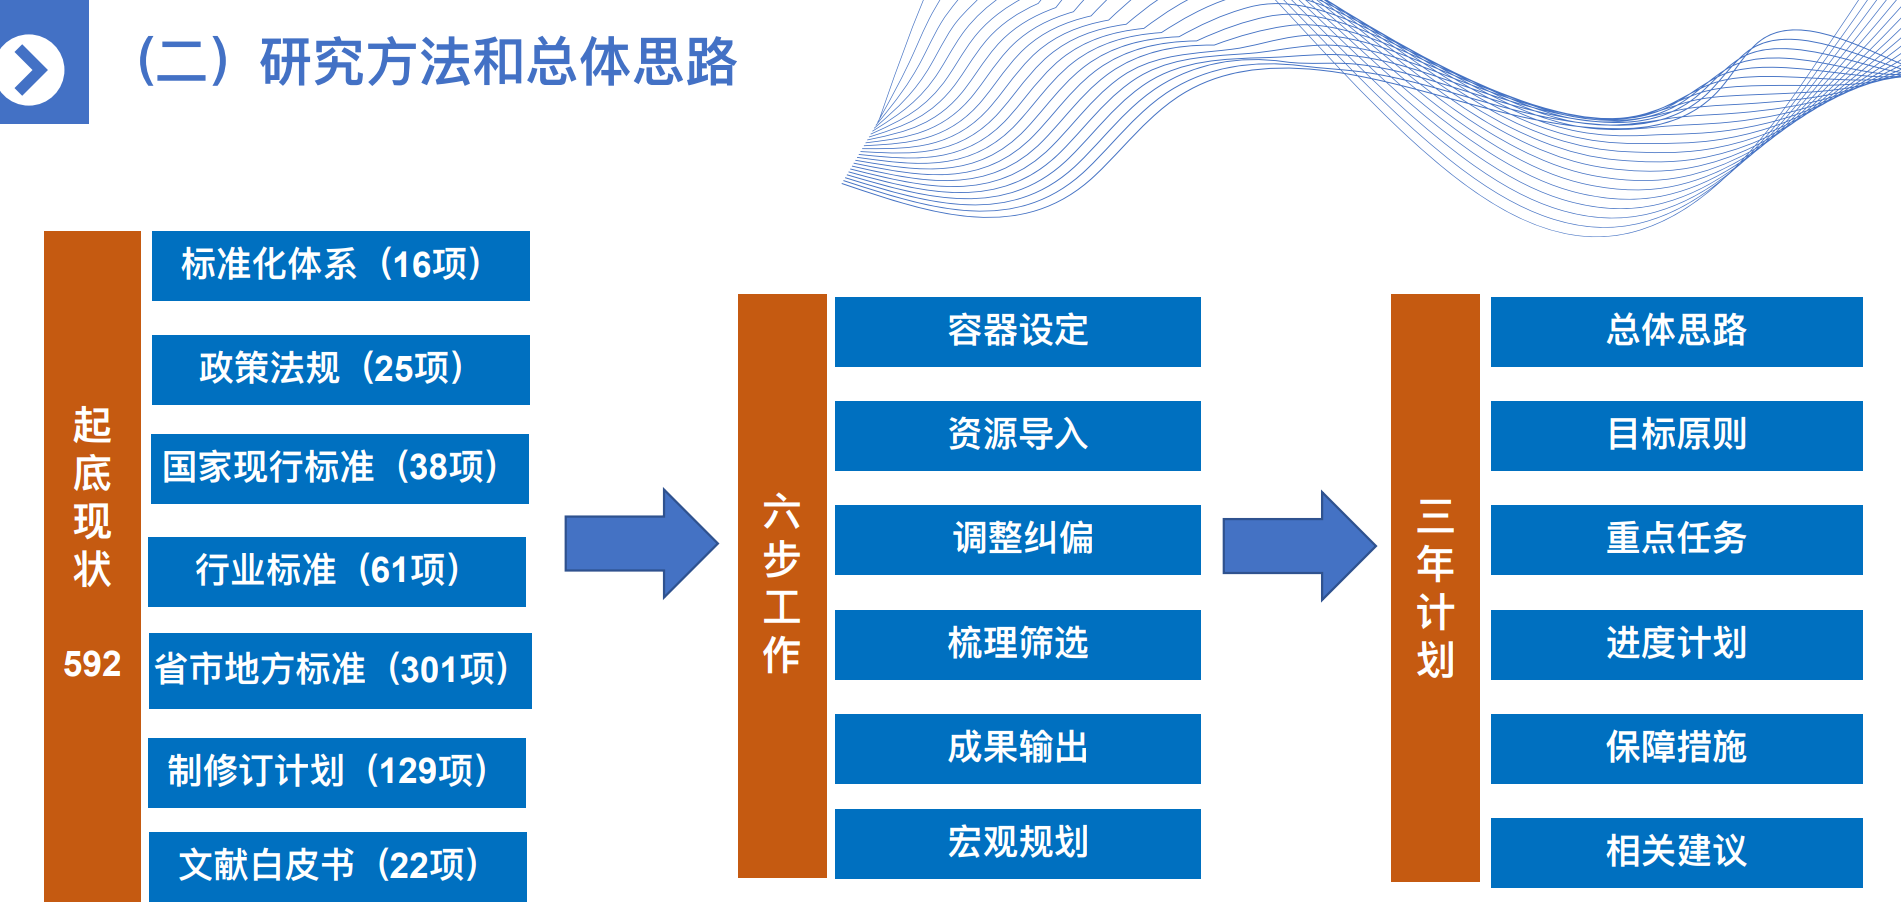 （二）研究方法和总体思路
起
底
现
状
592
标准化体系（16项）
政策法规（25项）
国家现行标准（38项）
行业标准（61项）
省市地方标准（301项）
制修订计划（129项）
文献白皮书（22项）
六
步
工
作
容器设定
资源导入
调整纠偏
梳理筛选
成果输出
宏观规划
三
年
计
划
总体思路
目标原则
重点任务
进度计划
保障措施
相关建议